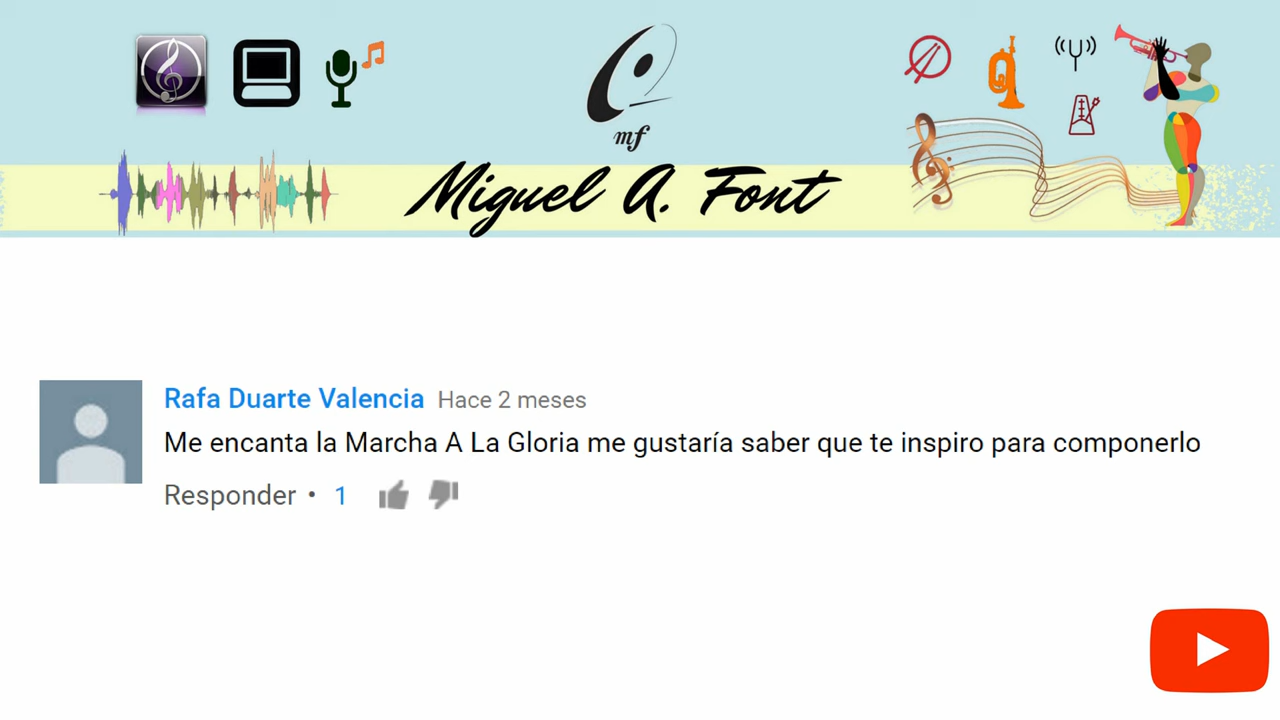 mf
Miguel A. Font
Rafa Duarte Valencia Hace 2 meses
Me encanta la Marcha A La Gloria me gustaría saber que te inspiro para componerlo
Responder • 1